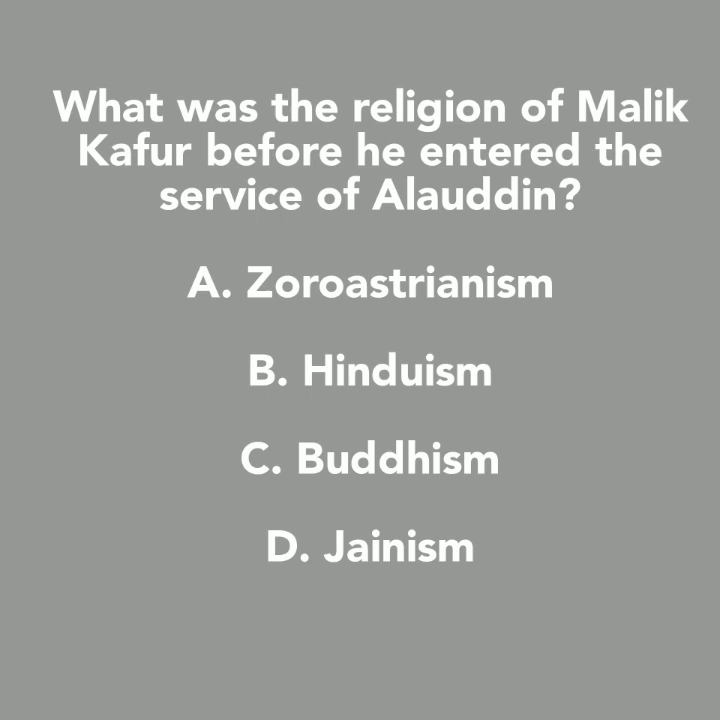 What was the religion of Malik
Kafur before he entered the
service of Alauddin?
A. Zoroastrianism
B. Hinduism
C. Buddhism
D. Jainism